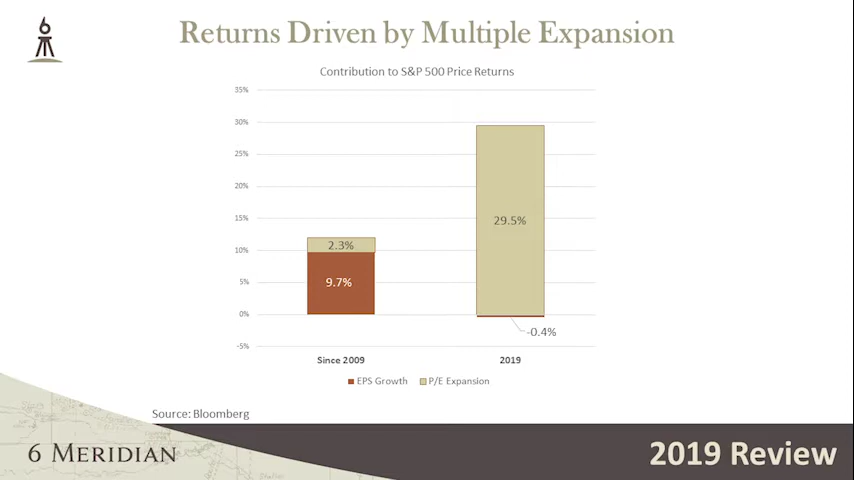 Returns Driven by Multiple Expansion
Contribution to S&P 500 Price Returns
35%
30%
25%
20%
15%
10%
5%
0%
-5%
2.3%
9.7%
29.5%
-0.4%
Since 2009
2019
EPS Growth
P/E Expansion
Source: Bloomberg
6 MERIDIAN
2019 Review